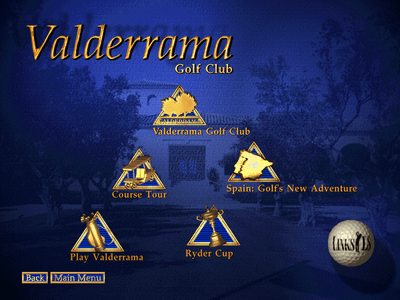 Valderrama
Golf Club
VALDERRAMA
Valderrama Golf Club
Course Tour
Spain: Golf's New Adventure
Play Valderrama
Ryder Cup
LINKS LS
Back
Main Menu